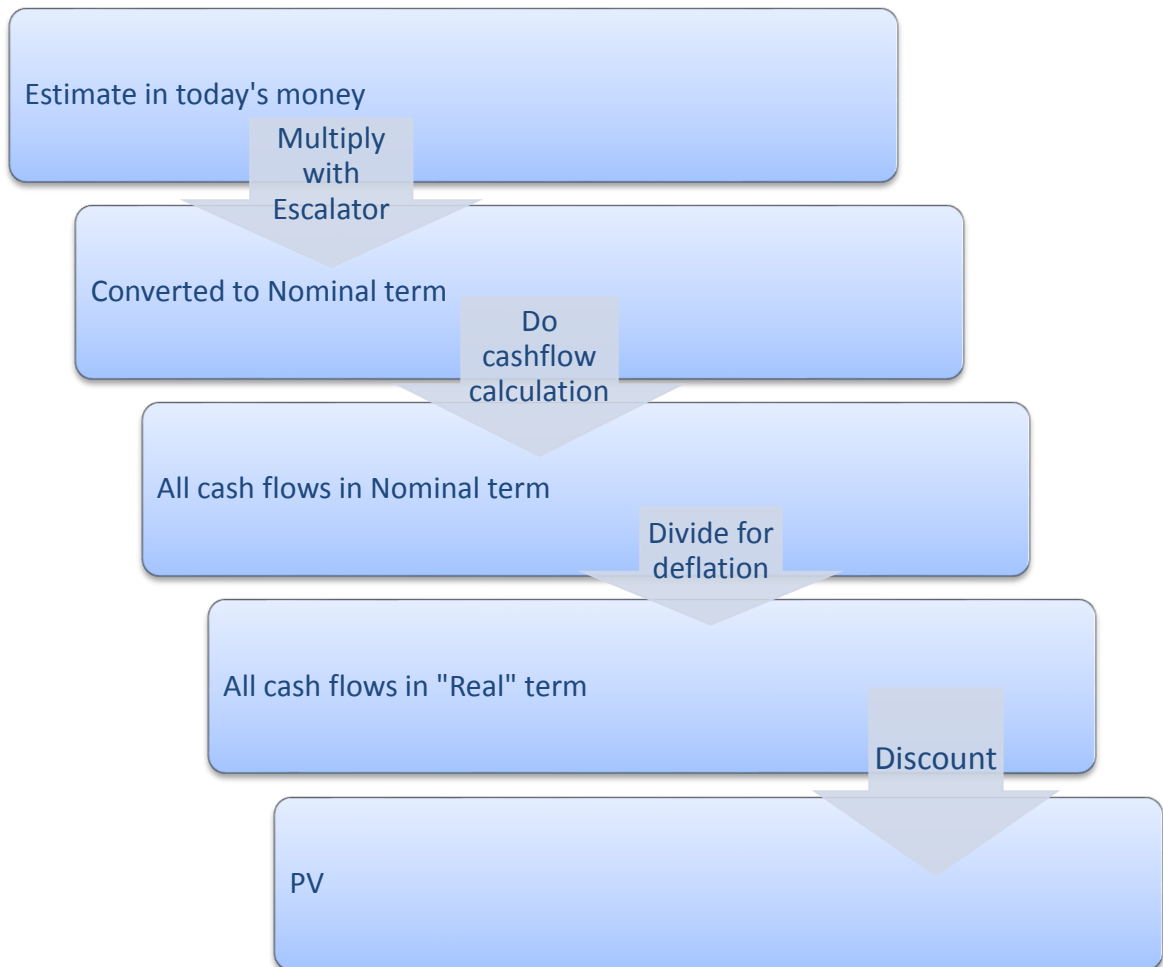 Estimate in today's money
Multiply
with
Escalator
Converted to Nominal term
Do
cashflow
calculation
All cash flows in Nominal term
Divide for
deflation
All cash flows in "Real" term
Discount
PV